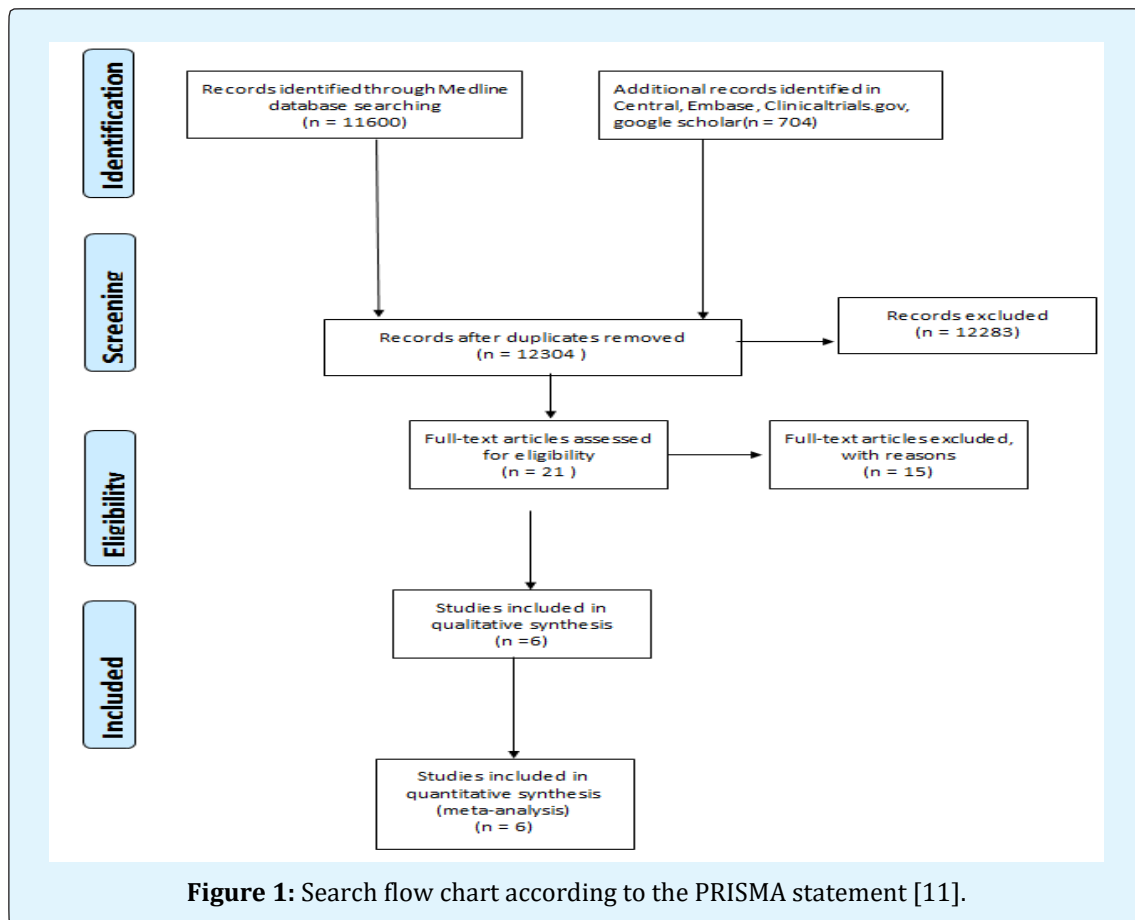 Identification
Records identified through Medline
database searching
(n = 11600)
Additional records identified in
Central, Embase, Clinicaltrials.gov,
google scholar(n = 704)
Screening
Records after duplicates removed
(n = 12304 )
Records excluded
(n = 12283)
Eligibility
Full-text articles assessed
for eligibility
(n = 21 )
Full-text articles excluded,
with reasons
(n = 15)
Included
Studies included in
qualitative synthesis
(n =6)
Studies included in
quantitative synthesis
(meta-analysis)
(n = 6)
Figure 1: Search flow chart according to the PRISMA statement [11].